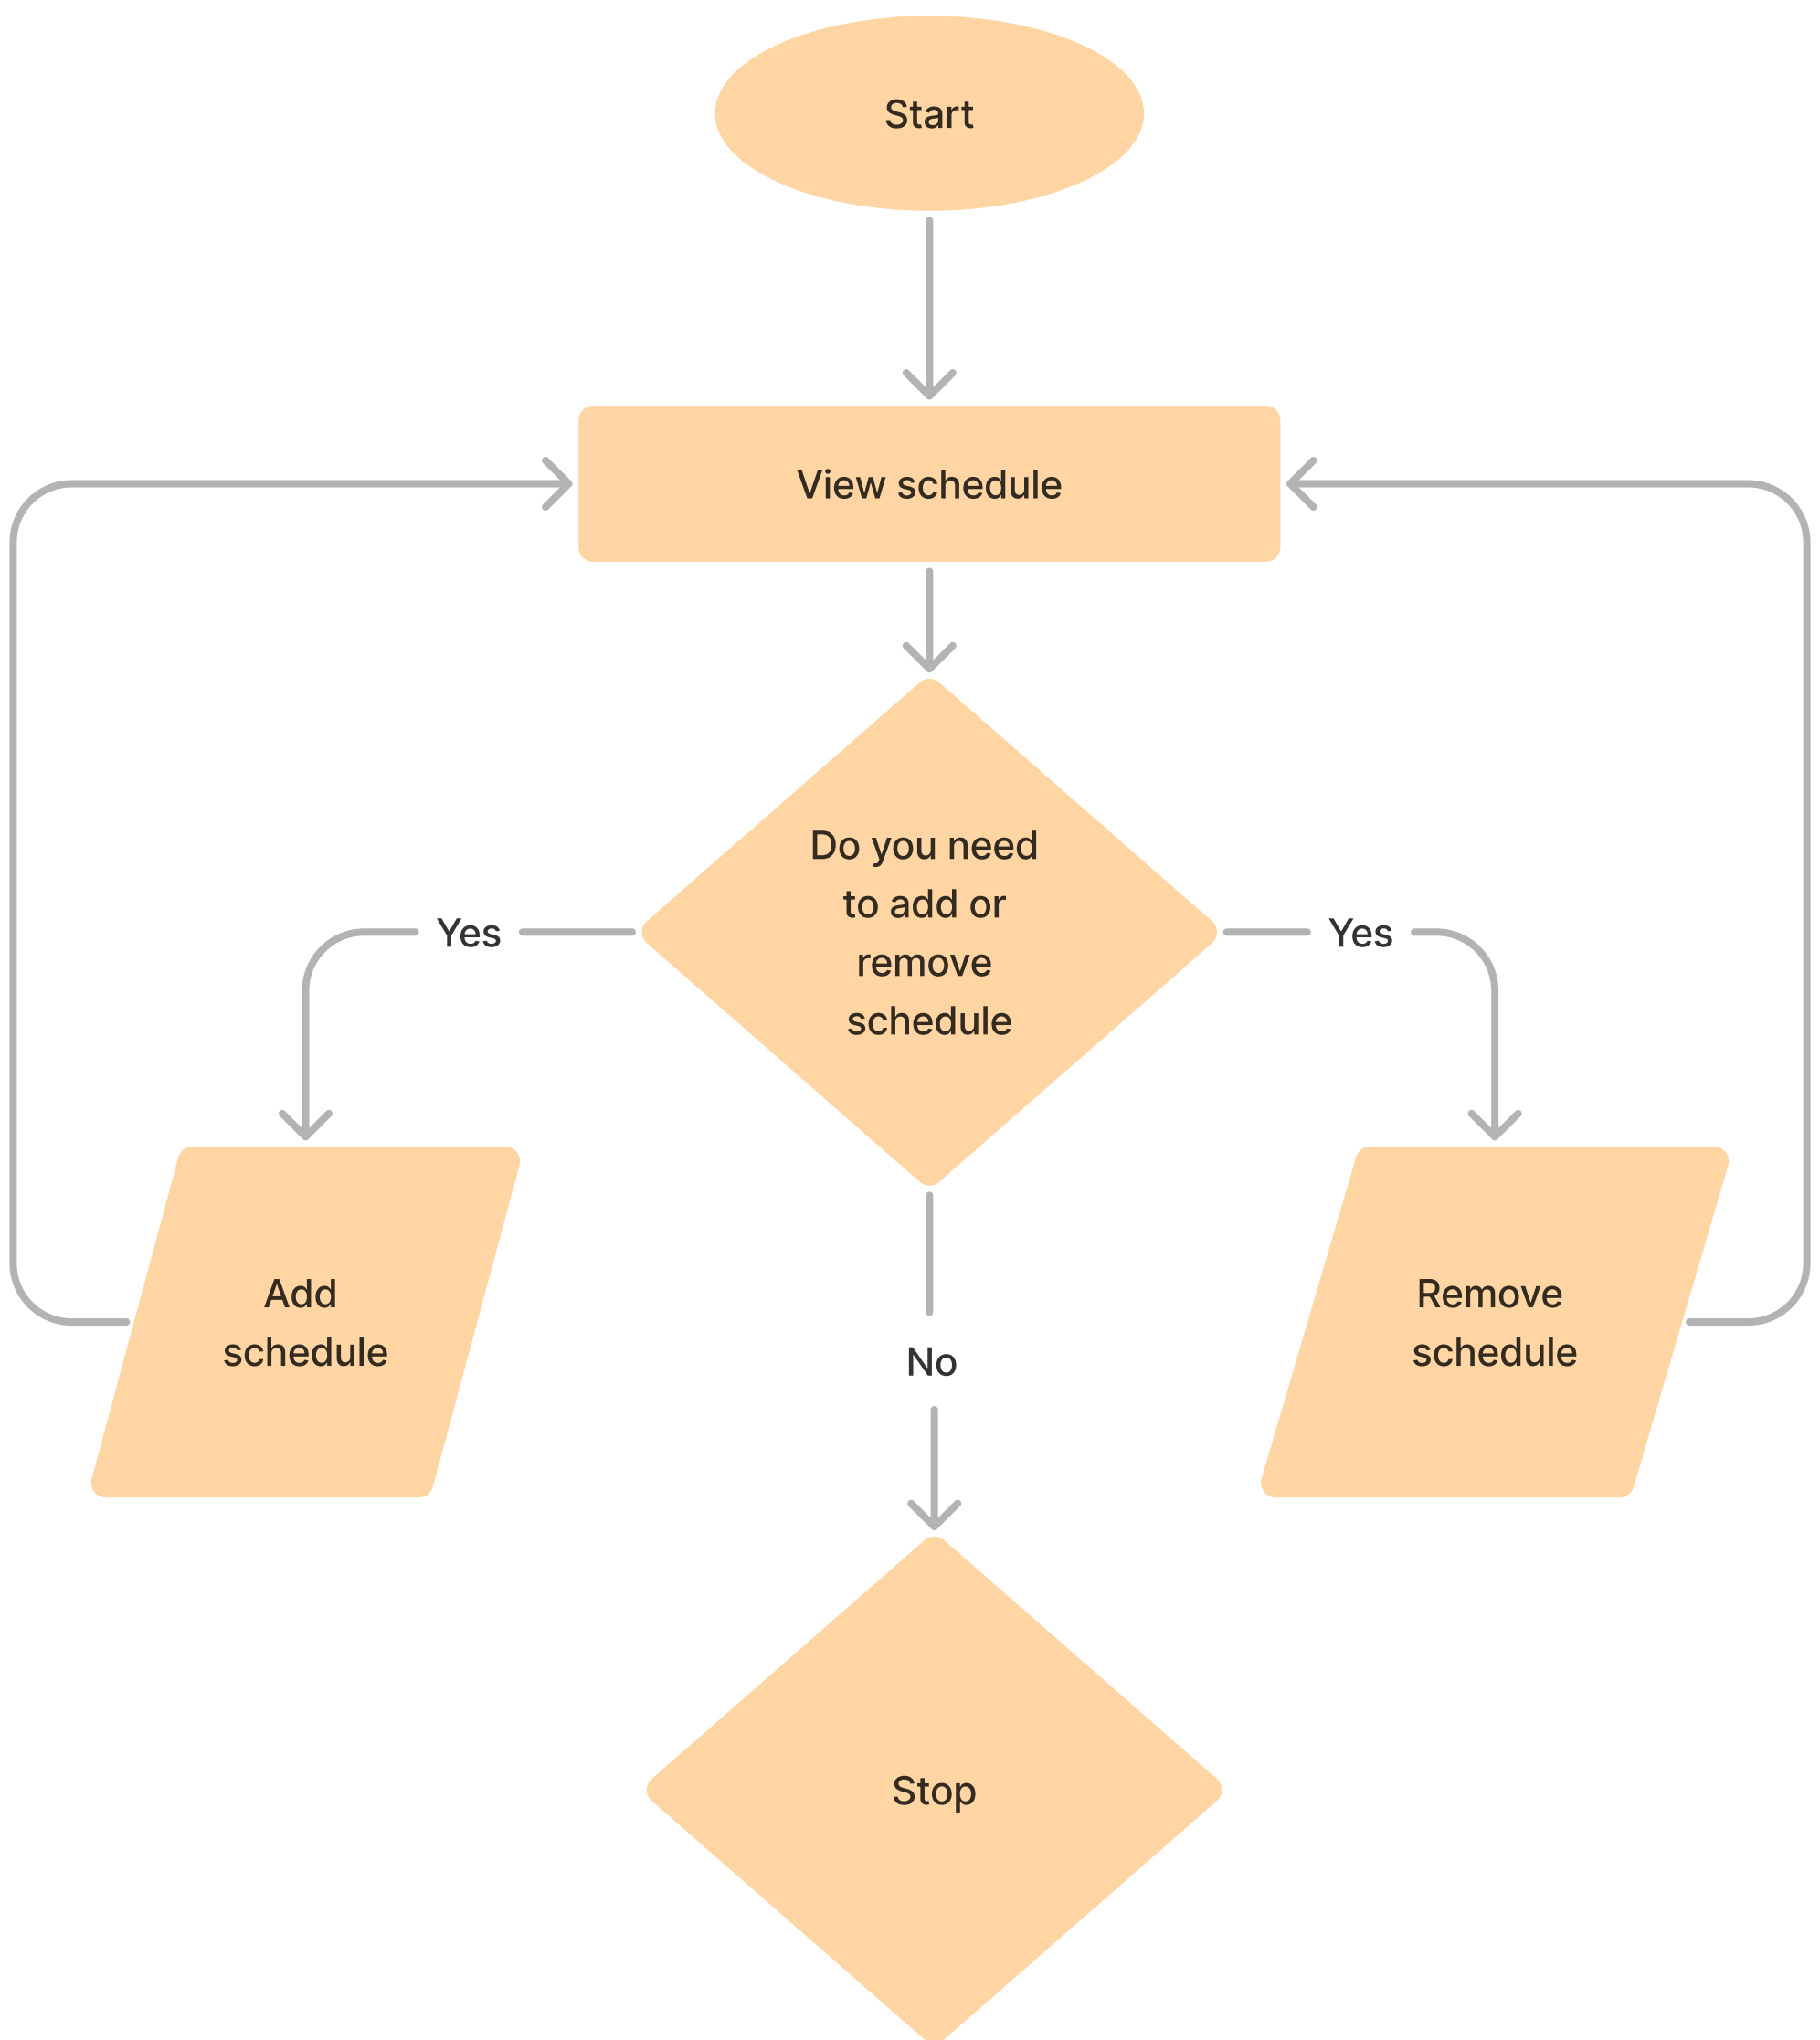 Start
View schedule
Do you need
to add or
remove
schedule
Yes
Yes
Add
schedule
Remove
schedule
No
Stop